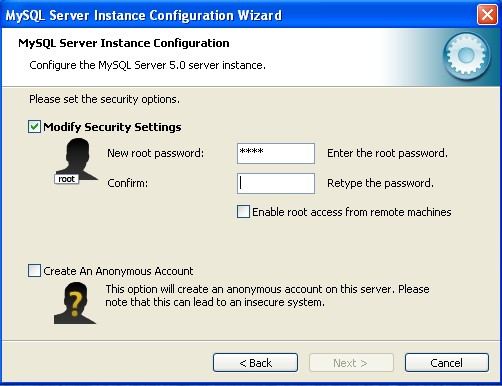 MySQL Server Instance Configuration Wizard
MySQL Server Instance Configuration
Configure the MySQL Server 5.0 server instance.
Please set the security options.
Modify Security Settings
New root password: **** Enter the root password.
root
Confirm: Retype the password.
Enable root access from remote machines
Create An Anonymous Account
This option will create an anonymous account on this server. Please
note that this can lead to an insecure system.
< Back Next > Cancel